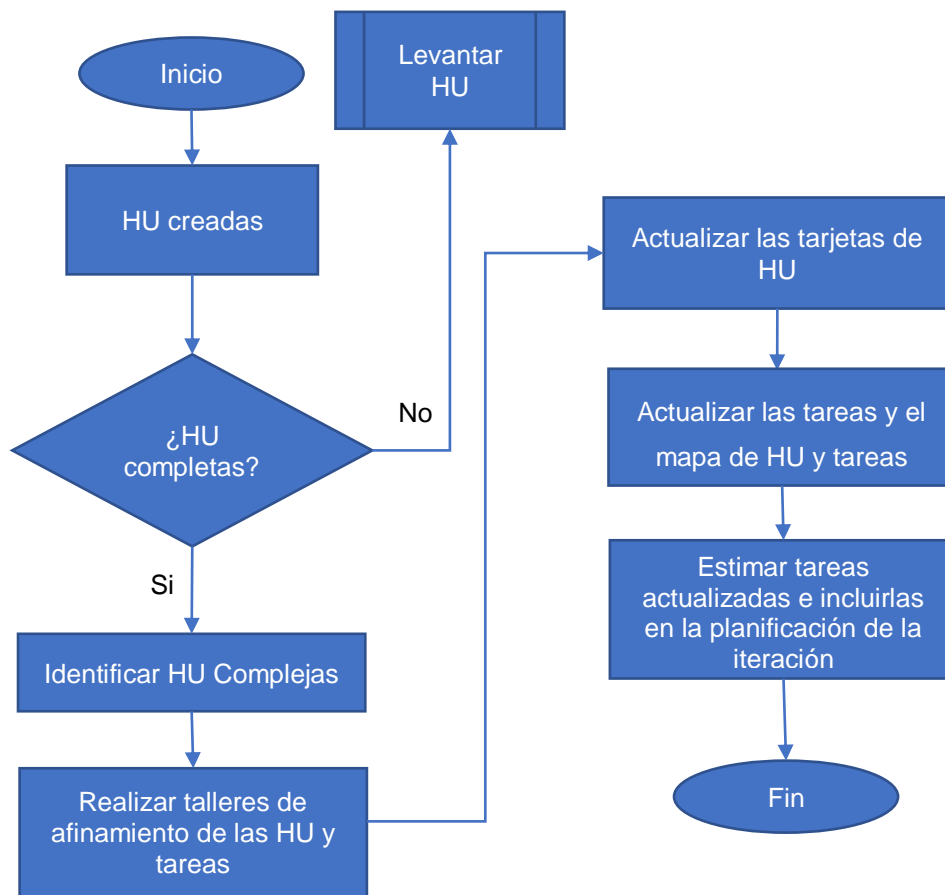 Inicio
Levantar
HU
HU creadas
¿HU
completas?
No
Si
Identificar HU Complejas
Realizar talleres de
afinamiento de las HU y
tareas
Actualizar las tarjetas de
HU
Actualizar las tareas y el
mapa de HU y tareas
Estimar tareas
actualizadas e incluirlas
en la planificación de la
iteración
Fin